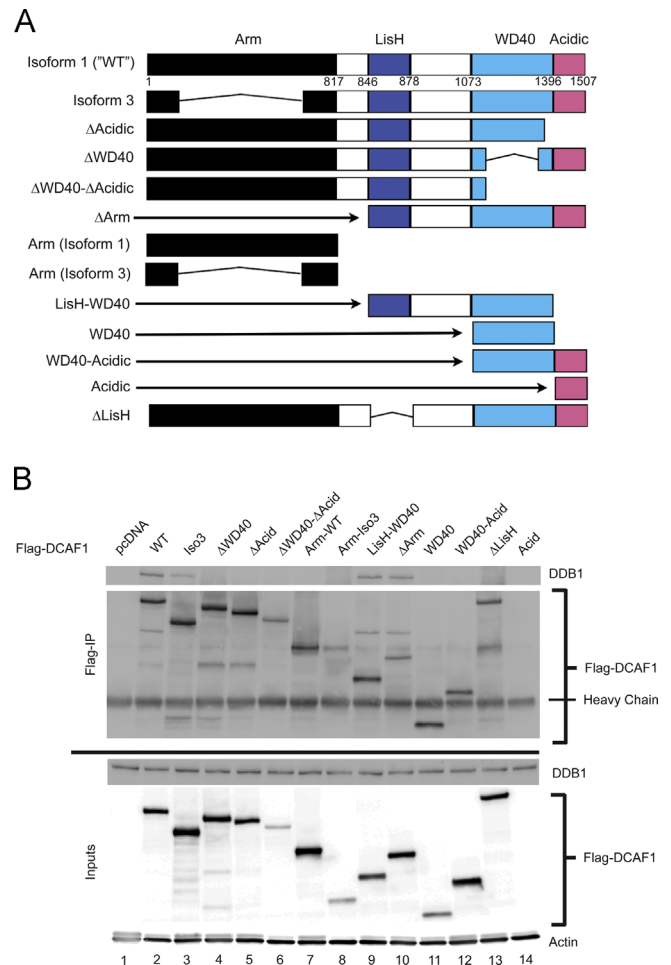 A
Arm LisH WD40 Acidic
Isoform 1 ("WT")
1 817 846 878 1073 1396 1507
Isoform 3
ΔAcidic
ΔWD40
ΔWD40-ΔAcidic
ΔArm
Arm (Isoform 1)
Arm (Isoform 3)
LisH-WD40
WD40
WD40-Acidic
Acidic
ΔLisH
B
Flag-DCAF1
pcDNA
WT
Iso3
ΔWD40
ΔAcid
ΔWD40-ΔAcid
Arm-WT
Arm-Iso3
LisH-WD40
ΔArm
WD40
WD40-Acid
ΔLisH
Acid
DDB1
Flag-IP
Flag-DCAF1
Heavy Chain
DDB1
Inputs
Flag-DCAF1
Actin
1 2 3 4 5 6 7 8 9 10 11 12 13 14